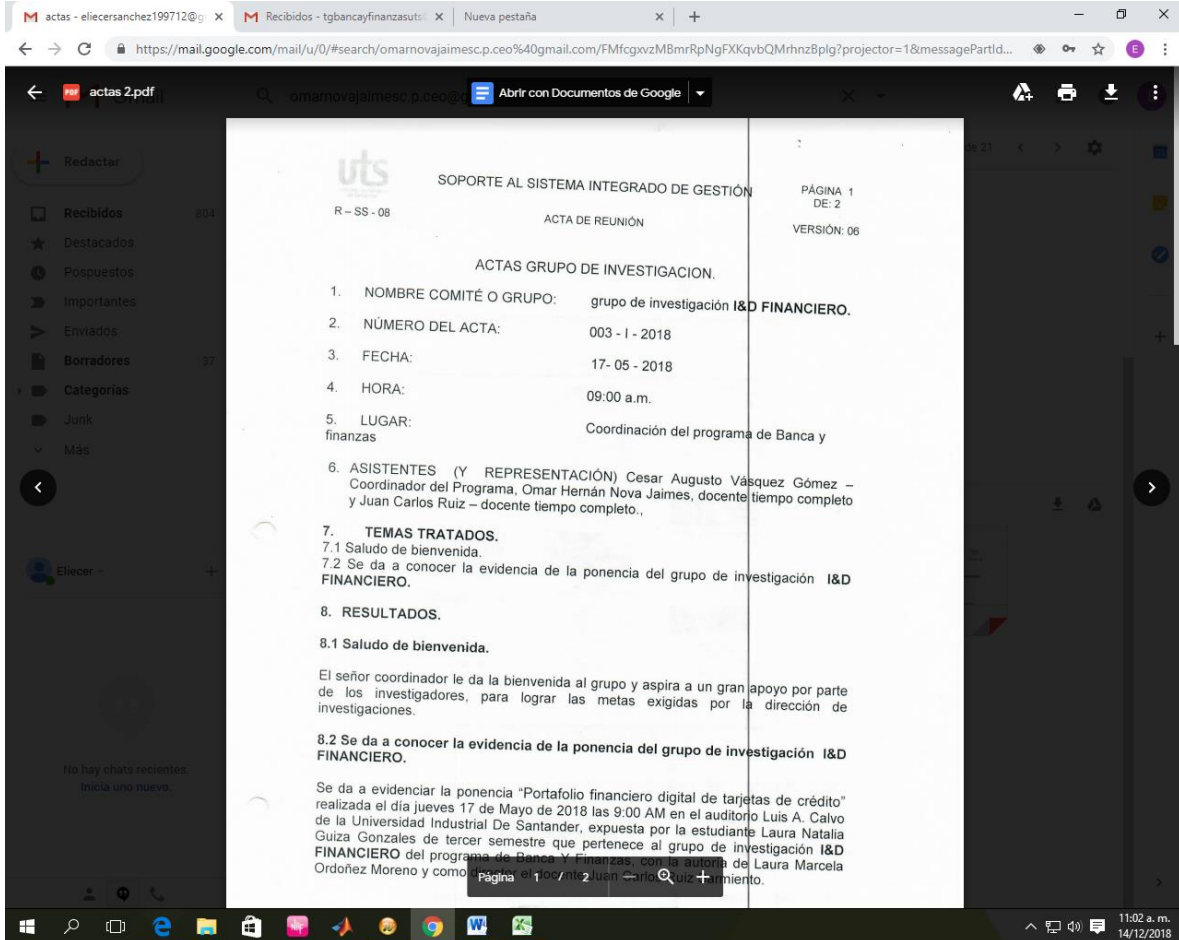 actas - eliecersanchez199712@g
Recibidos - tgbancayfinanzasuts
Nueva pestaña
https://mail.google.com/mail/u/0/#search/omarnovajaimesc.p.ceo%40gmail.com/FMfcgxvzMBmrRpNgFXKqvbQMrhnzBplg?projector=1&messagePartId...
E
PDF
actas 2.pdf
omarnovajaimesc.p.ceo@g
Abrir con Documentos de Google
de 21
Redactar
Recibidos 804
Destacados
Pospuestos
Importantes
Enviados
Borradores 37
Categorías
Junk
Más
Eliecer
No hay chats recientes.
Inicia uno nuevo.
uts
SOPORTE AL SISTEMA INTEGRADO DE GESTIÓN
PÁGINA 1
DE: 2
R – SS - 08
ACTA DE REUNIÓN
VERSIÓN: 06
ACTAS GRUPO DE INVESTIGACION.
1. NOMBRE COMITÉ O GRUPO: grupo de investigación I&D FINANCIERO.
2. NÚMERO DEL ACTA: 003 - I - 2018
3. FECHA: 17- 05 - 2018
4. HORA: 09:00 a.m.
5. LUGAR: Coordinación del programa de Banca y
finanzas
6. ASISTENTES (Y REPRESENTACIÓN) Cesar Augusto Vásquez Gómez –
Coordinador del Programa, Omar Hernán Nova Jaimes, docente tiempo completo
y Juan Carlos Ruiz – docente tiempo completo.,
7. TEMAS TRATADOS.
7.1 Saludo de bienvenida.
7.2 Se da a conocer la evidencia de la ponencia del grupo de investigación I&D
FINANCIERO.
8. RESULTADOS.
8.1 Saludo de bienvenida.
El señor coordinador le da la bienvenida al grupo y aspira a un gran apoyo por parte
de los investigadores, para lograr las metas exigidas por la dirección de
investigaciones.
8.2 Se da a conocer la evidencia de la ponencia del grupo de investigación I&D
FINANCIERO.
Se da a evidenciar la ponencia “Portafolio financiero digital de tarjetas de crédito”
realizada el día jueves 17 de Mayo de 2018 las 9:00 AM en el auditorio Luis A. Calvo
de la Universidad Industrial De Santander, expuesta por la estudiante Laura Natalia
Guiza Gonzales de tercer semestre que pertenece al grupo de investigación I&D
FINANCIERO del programa de Banca Y Finanzas, con la autoría de Laura Marcela
Ordoñez Moreno y como director el docente Juan Carlos Ruiz Sarmiento.
Página 1 / 2
11:02 a. m.
14/12/2018